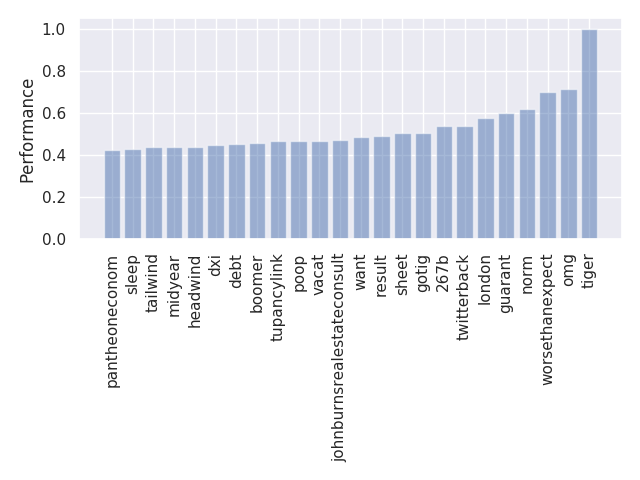 1.0
0.8
0.6
0.4
0.2
0.0
Performance
pantheoneconom
sleep
tailwind
midyear
headwind
dxi
debt
boomer
tupancylink
poop
vacat
johnburnsrealestateconsult
want
result
sheet
gotig
267b
twitterback
london
guarant
norm
worsethanexpect
omg
tiger